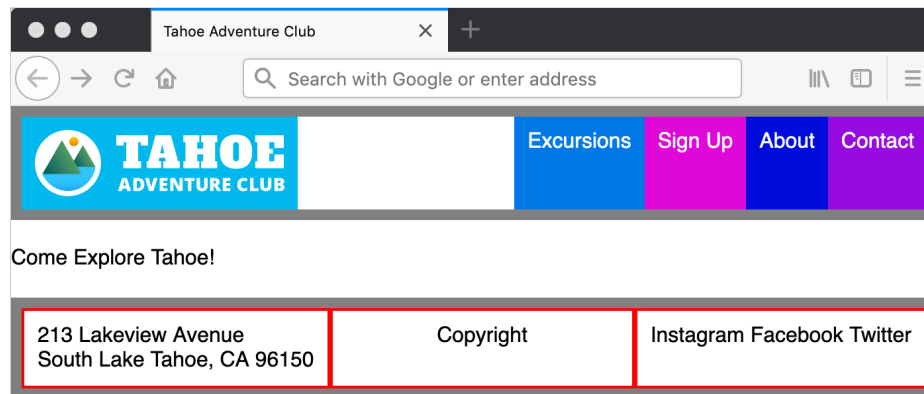 Tahoe Adventure Club
Search with Google or enter address
TAHOE
ADVENTURE CLUB
Excursions Sign Up About Contact
Come Explore Tahoe!
213 Lakeview Avenue
South Lake Tahoe, CA 96150
Copyright
Instagram Facebook Twitter